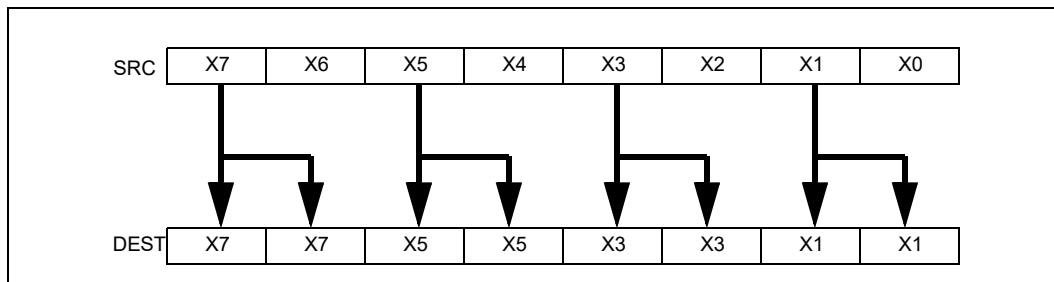 SRC X7 X6 X5 X4 X3 X2 X1 X0
DEST X7 X7 X5 X5 X3 X3 X1 X1